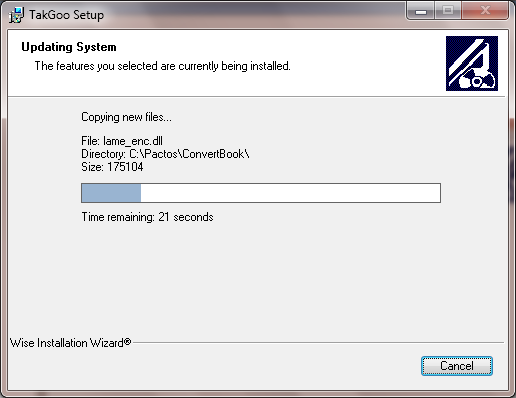 TakGoo Setup
Updating System
The features you selected are currently being installed.
Copying new files...
File: lame_enc.dll
Directory: C:\Pactos\ConvertBook\
Size: 175104
Time remaining: 21 seconds
Wise Installation Wizard®
Cancel